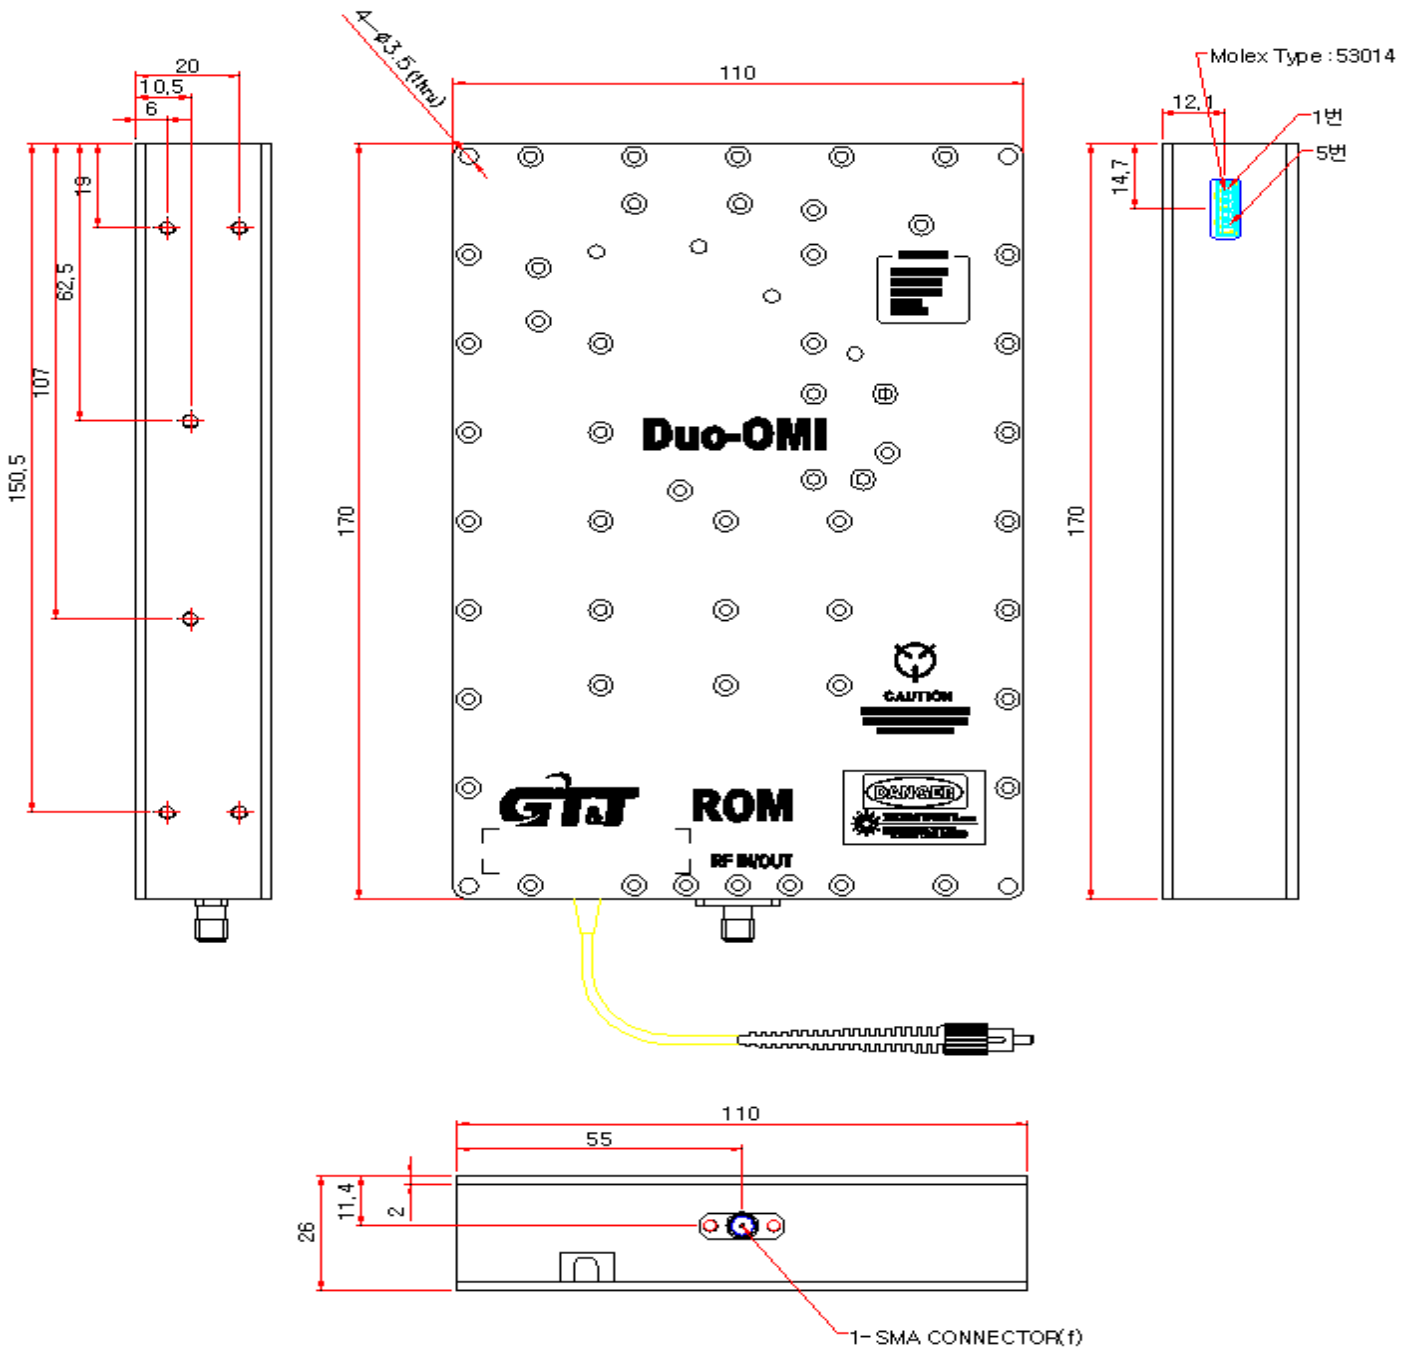 4-ø3.5(thru)
20
10,5
6
19
62,5
107
150,5
110
170
Duo-OMI
CAUTION
DANGER
GT&T
ROM
RF IN/OUT
Molex Type : 53014
12,1
1번
5번
14,7
170
110
55
11,4
2
26
1- SMA CONNECTOR(f)